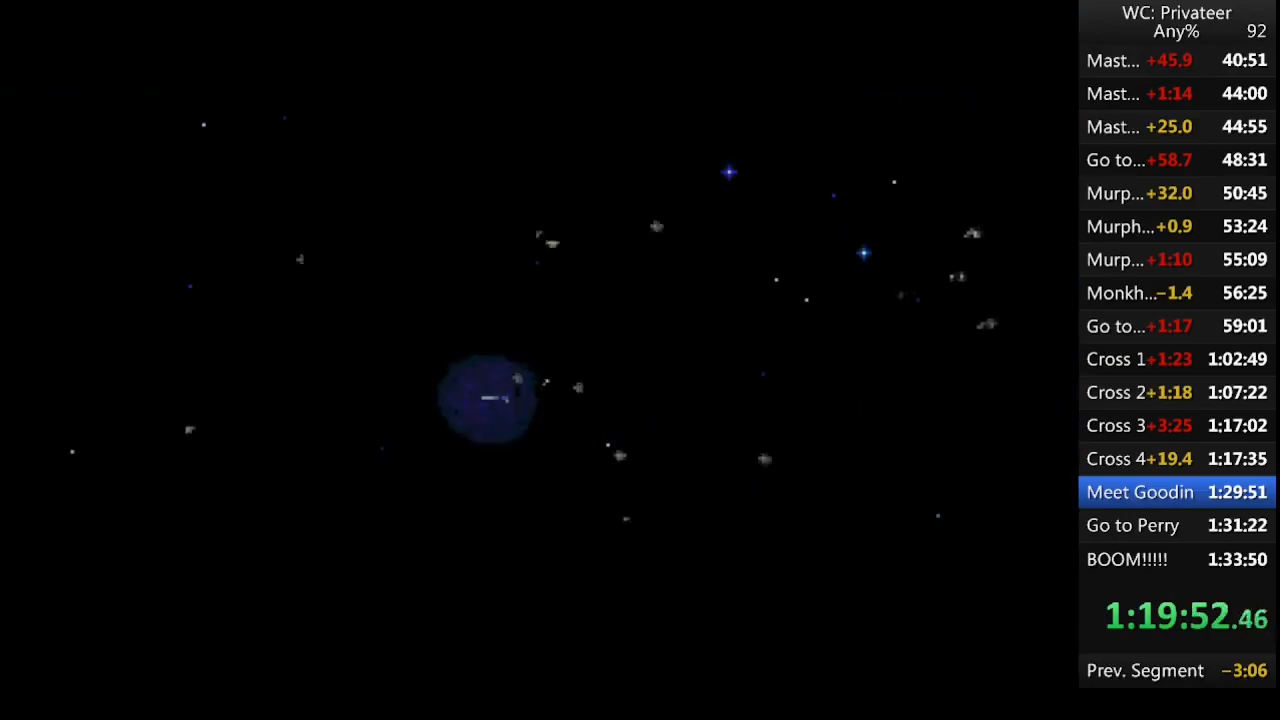 WC: Privateer
Any% 92
Mast... +45.9 40:51
Mast... +1:14 44:00
Mast... +25.0 44:55
Go to... +58.7 48:31
Murp... +32.0 50:45
Murph... +0.9 53:24
Murp... +1:10 55:09
Monkh... −1.4 56:25
Go to... +1:17 59:01
Cross 1 +1:23 1:02:49
Cross 2 +1:18 1:07:22
Cross 3 +3:25 1:17:02
Cross 4 +19.4 1:17:35
Meet Goodin 1:29:51
Go to Perry 1:31:22
BOOM!!!!! 1:33:50
1:19:52.46
Prev. Segment −3:06